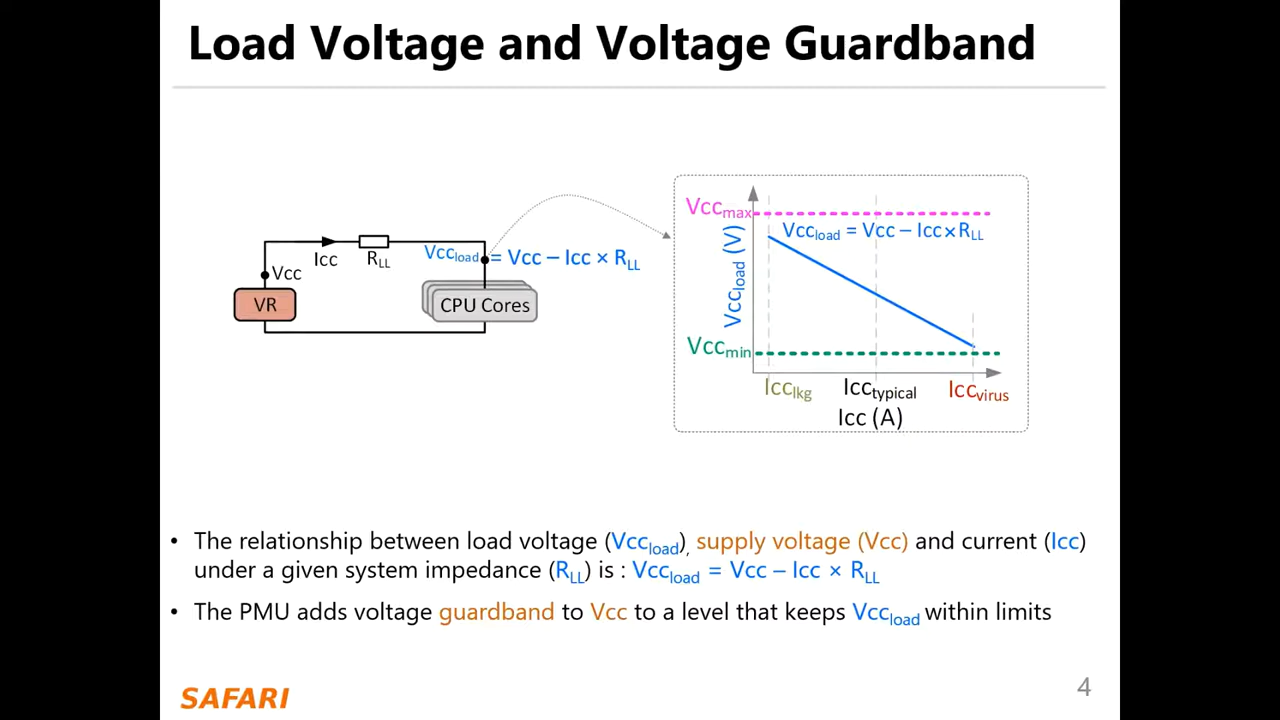 Load Voltage and Voltage Guardband
Icc
R_LL
Vcc_load = Vcc – Icc × R_LL
Vcc
VR
CPU Cores
Vcc_max
Vcc_load = Vcc – Icc×R_LL
Vcc_load (V)
Vcc_min
Icc_lkg
Icc_typical
Icc_virus
Icc (A)
• The relationship between load voltage (Vcc_load), supply voltage (Vcc) and current (Icc)
under a given system impedance (R_LL) is : Vcc_load = Vcc – Icc × R_LL
• The PMU adds voltage guardband to Vcc to a level that keeps Vcc_load within limits
SAFARI
4